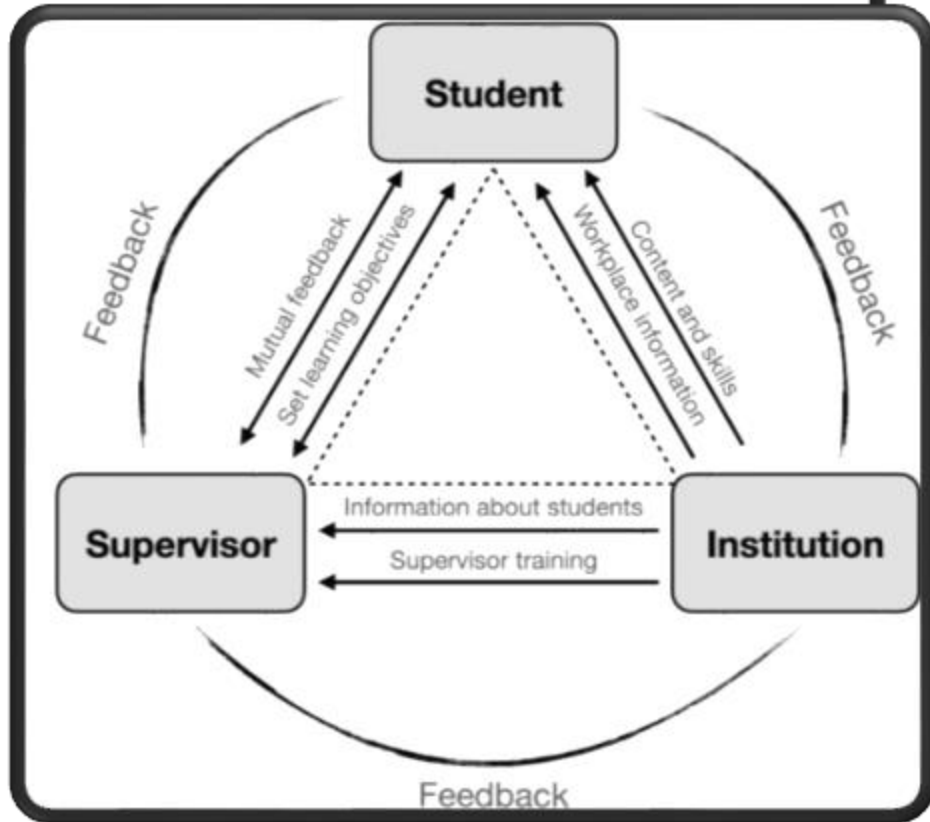 Student
Feedback
Feedback
Mutual feedback
Set learning objectives
Workplace information
Content and skills
Supervisor
Information about students
Supervisor training
Institution
Feedback